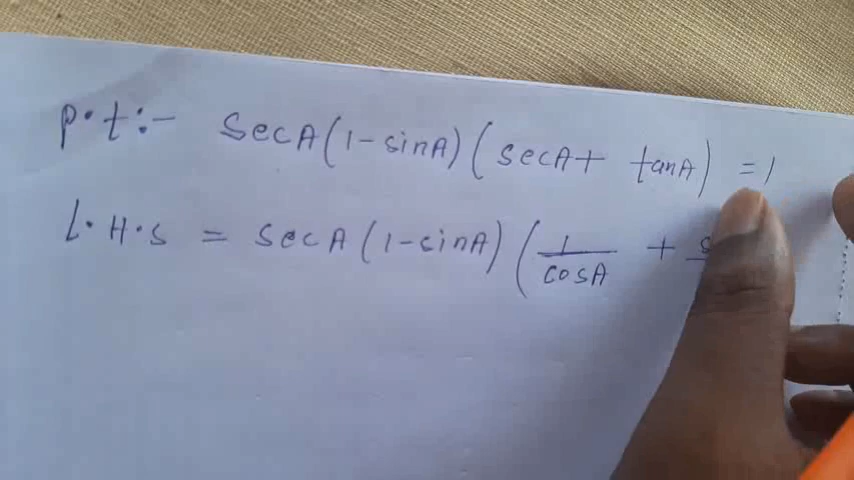 P.t:- SecA(1-sinA)(secA+ tanA) =1
L.H.S = secA(1-sinA)(1/cosA + s